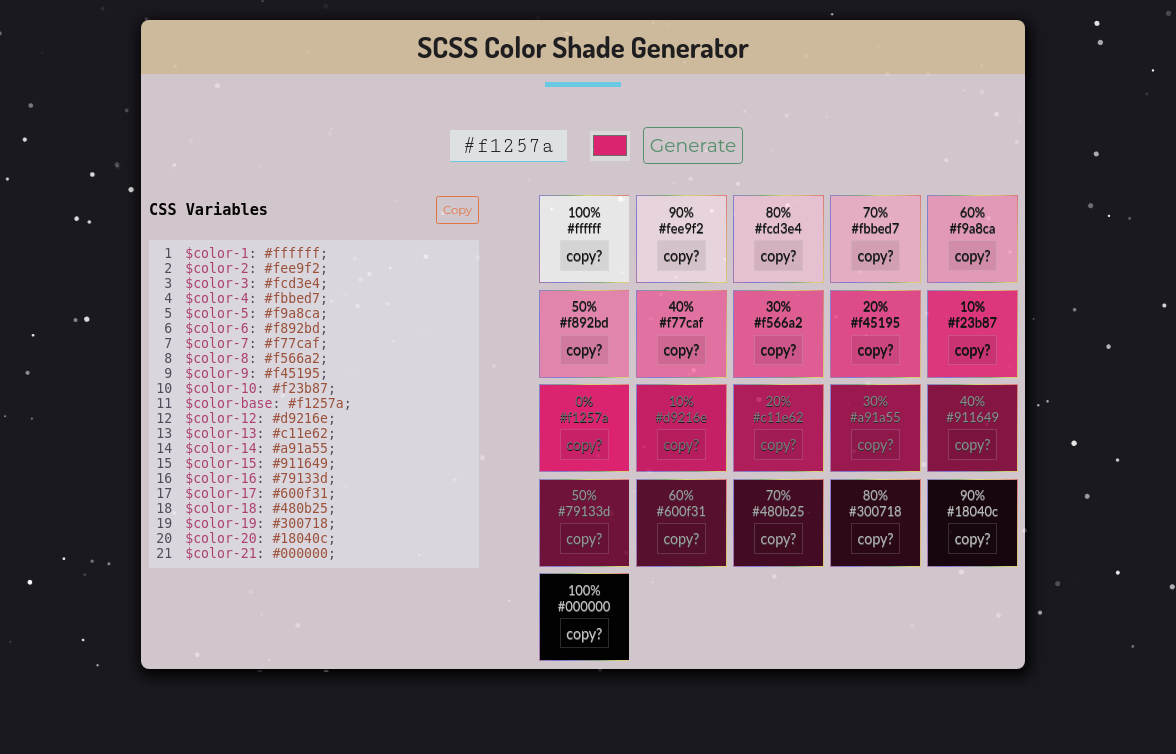 SCSS Color Shade Generator
#f1257a
Generate
CSS Variables
Copy
1 $color-1: #ffffff;
2 $color-2: #fee9f2;
3 $color-3: #fcd3e4;
4 $color-4: #fbbed7;
5 $color-5: #f9a8ca;
6 $color-6: #f892bd;
7 $color-7: #f77caf;
8 $color-8: #f566a2;
9 $color-9: #f45195;
10 $color-10: #f23b87;
11 $color-base: #f1257a;
12 $color-12: #d9216e;
13 $color-13: #c11e62;
14 $color-14: #a91a55;
15 $color-15: #911649;
16 $color-16: #79133d;
17 $color-17: #600f31;
18 $color-18: #480b25;
19 $color-19: #300718;
20 $color-20: #18040c;
21 $color-21: #000000;
100% 90% 80% 70% 60%
#ffffff #fee9f2 #fcd3e4 #fbbed7 #f9a8ca
copy? copy? copy? copy? copy?
50% 40% 30% 20% 10%
#f892bd #f77caf #f566a2 #f45195 #f23b87
copy? copy? copy? copy? copy?
0% 10% 20% 30% 40%
#f1257a #d9216e #c11e62 #a91a55 #911649
copy? copy? copy? copy? copy?
50% 60% 70% 80% 90%
#79133d #600f31 #480b25 #300718 #18040c
copy? copy? copy? copy? copy?
100%
#000000
copy?